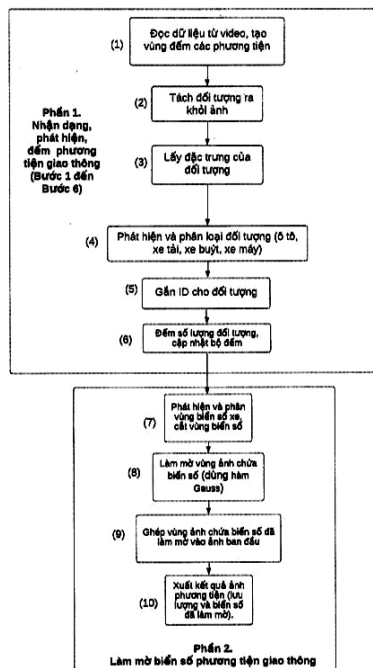 (1)
Đọc dữ liệu từ video, tạo
vùng đếm các phương tiện
(2)
Tách đối tượng ra
khỏi ảnh
Phần 1.
Nhận dạng,
phát hiện,
đếm phương
tiện giao thông
(Bước 1 đến
Bước 6)
(3)
Lấy đặc trưng của
đối tượng
(4)
Phát hiện và phân loại đối tượng (ô tô,
xe tải, xe buýt, xe máy)
(5)
Gắn ID cho đối tượng
(6)
Đếm số lượng đối tượng,
cập nhật bộ đếm
(7)
Phát hiện và phân
vùng biển số xe,
cắt vùng biển số
(8)
Làm mờ vùng ảnh chứa
biển số (dùng hàm
Gauss)
(9)
Ghép vùng ảnh chứa biển số đã
làm mờ vào ảnh ban đầu
(10)
Xuất kết quả ảnh
phương tiện (lưu
lượng và biển số
đã làm mờ).
Phần 2.
Làm mờ biển số phương tiện giao thông